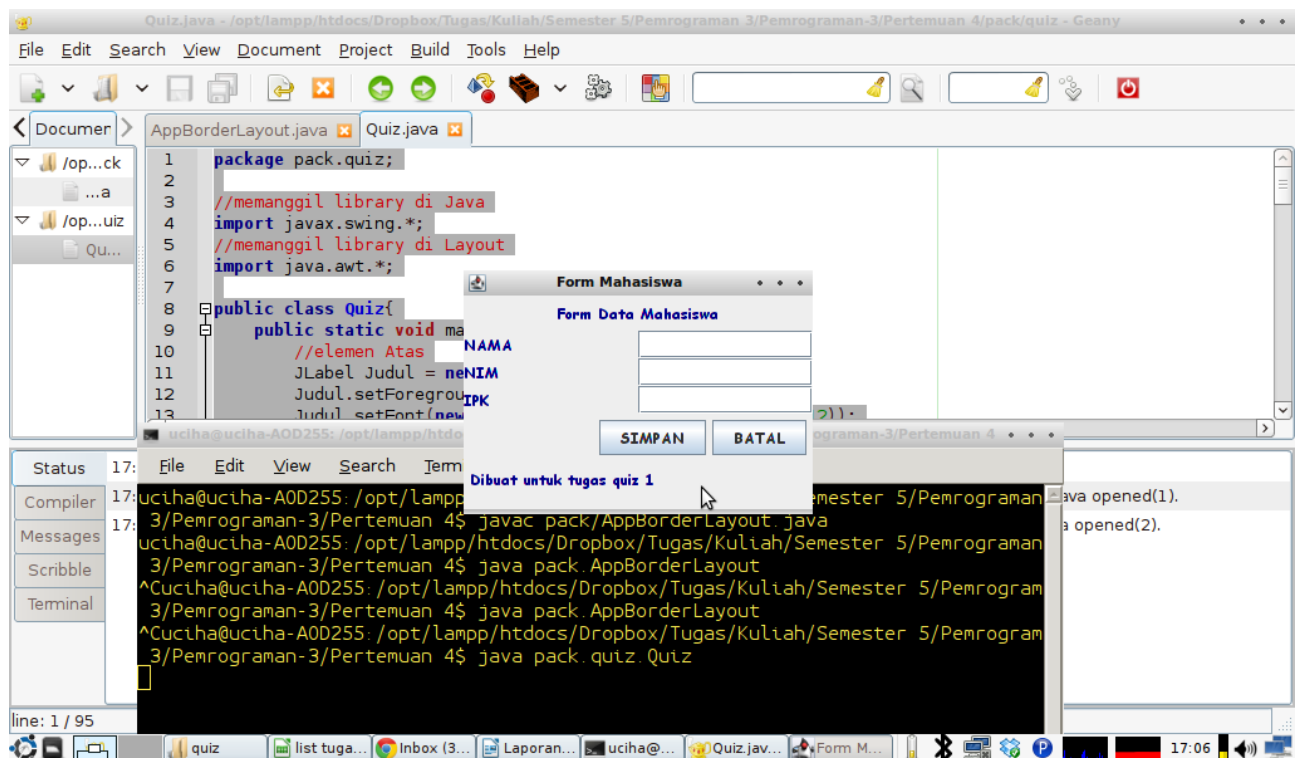 Quiz.java - /opt/lampp/htdocs/Dropbox/Tugas/Kuliah/Semester 5/Pemrograman 3/Pemrograman-3/Pertemuan 4/pack/quiz - Geany
File Edit Search View Document Project Build Tools Help
Documen
AppBorderLayout.java Quiz.java
/op...ck
...a
/op...uiz
Qu...
1 package pack.quiz;
2
3 //memanggil library di Java
4 import javax.swing.*;
5 //memanggil library di Layout
6 import java.awt.*;
7
8 public class Quiz{
9 public static void ma
10 //elemen Atas
11 JLabel Judul = ne
12 Judul.setForegrou
13 Judul.setFont(new 2));
Form Mahasiswa
Form Data Mahasiswa
NAMA
NIM
IPK
SIMPAN BATAL
Dibuat untuk tugas quiz 1
uciha@uciha-AOD255: /opt/lampp/htdo ograman-3/Pertemuan 4
File Edit View Search Term
uciha@uciha-AOD255:/opt/lampp emester 5/Pemrograman
3/Pemrograman-3/Pertemuan 4$ javac pack/AppBorderLayout.java
uciha@uciha-AOD255:/opt/lampp/htdocs/Dropbox/Tugas/Kuliah/Semester 5/Pemrograman
3/Pemrograman-3/Pertemuan 4$ java pack.AppBorderLayout
^Cuciha@uciha-AOD255:/opt/lampp/htdocs/Dropbox/Tugas/Kuliah/Semester 5/Pemrogram
3/Pemrograman-3/Pertemuan 4$ java pack.AppBorderLayout
^Cuciha@uciha-AOD255:/opt/lampp/htdocs/Dropbox/Tugas/Kuliah/Semester 5/Pemrogram
3/Pemrograman-3/Pertemuan 4$ java pack.quiz.Quiz
Status
Compiler
Messages
Scribble
Terminal
17:
17: ava opened(1).
17: a opened(2).
line: 1 / 95
quiz list tuga... Inbox (3... Laporan... uciha@... Quiz.jav... Form M... 17:06